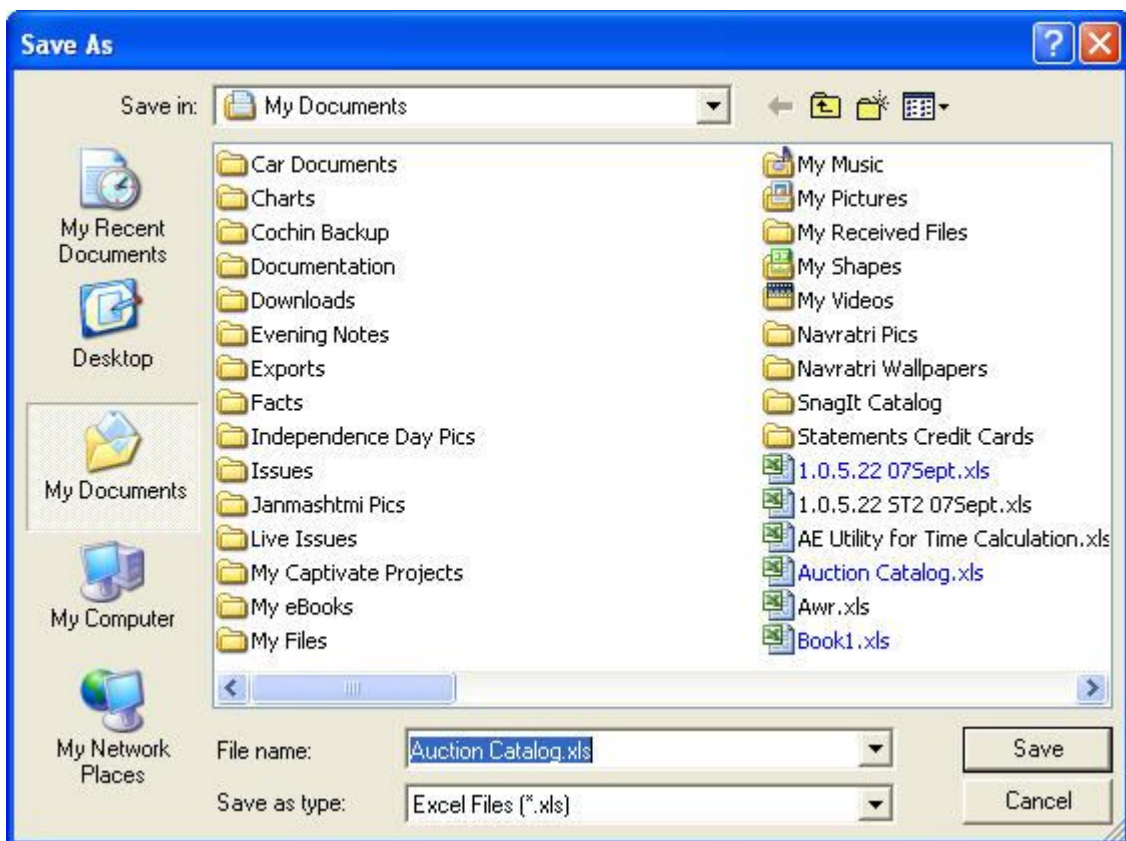 Save As
Save in: My Documents
My Recent
Documents
Desktop
My Documents
My Computer
My Network
Places
Car Documents
Charts
Cochin Backup
Documentation
Downloads
Evening Notes
Exports
Facts
Independence Day Pics
Issues
Janmashtmi Pics
Live Issues
My Captivate Projects
My eBooks
My Files
My Music
My Pictures
My Received Files
My Shapes
My Videos
Navratri Pics
Navratri Wallpapers
SnagIt Catalog
Statements Credit Cards
1.0.5.22 07Sept.xls
1.0.5.22 ST2 07Sept.xls
AE Utility for Time Calculation.xls
Auction Catalog.xls
Awr.xls
Book1.xls
File name: Auction Catalog.xls Save
Save as type: Excel Files (*.xls) Cancel